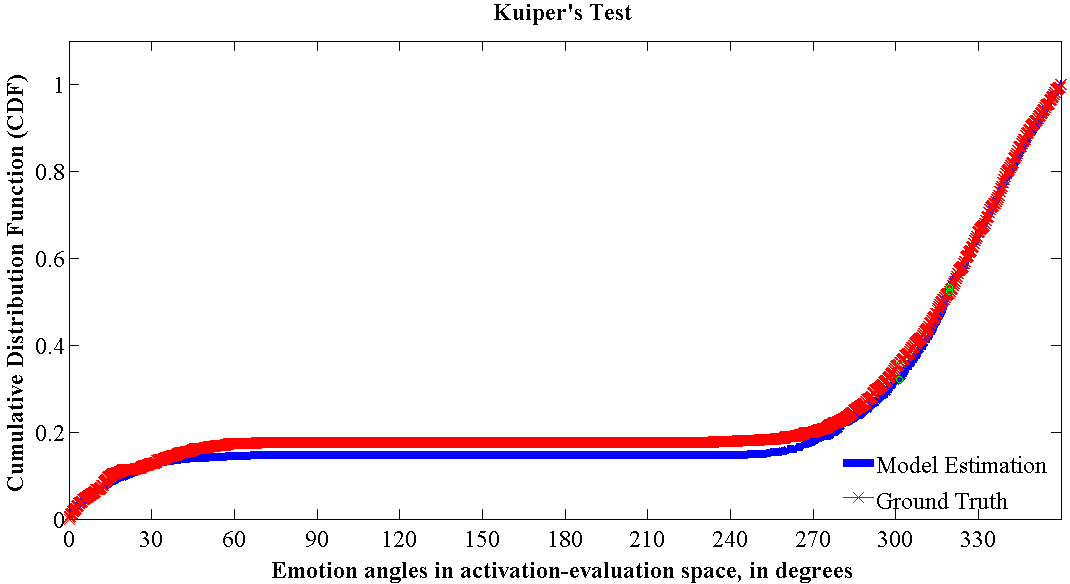 Kuiper's Test
Cumulative Distribution Function (CDF)
1
0.8
0.6
0.4
0.2
0
0 30 60 90 120 150 180 210 240 270 300 330
Emotion angles in activation-evaluation space, in degrees
Model Estimation
Ground Truth